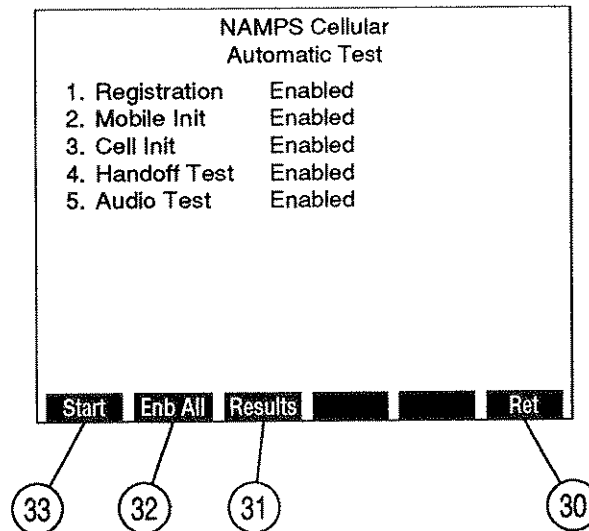 NAMPS Cellular
Automatic Test
1. Registration Enabled
2. Mobile Init Enabled
3. Cell Init Enabled
4. Handoff Test Enabled
5. Audio Test Enabled
Start Enb All Results Ret
33 32 31 30